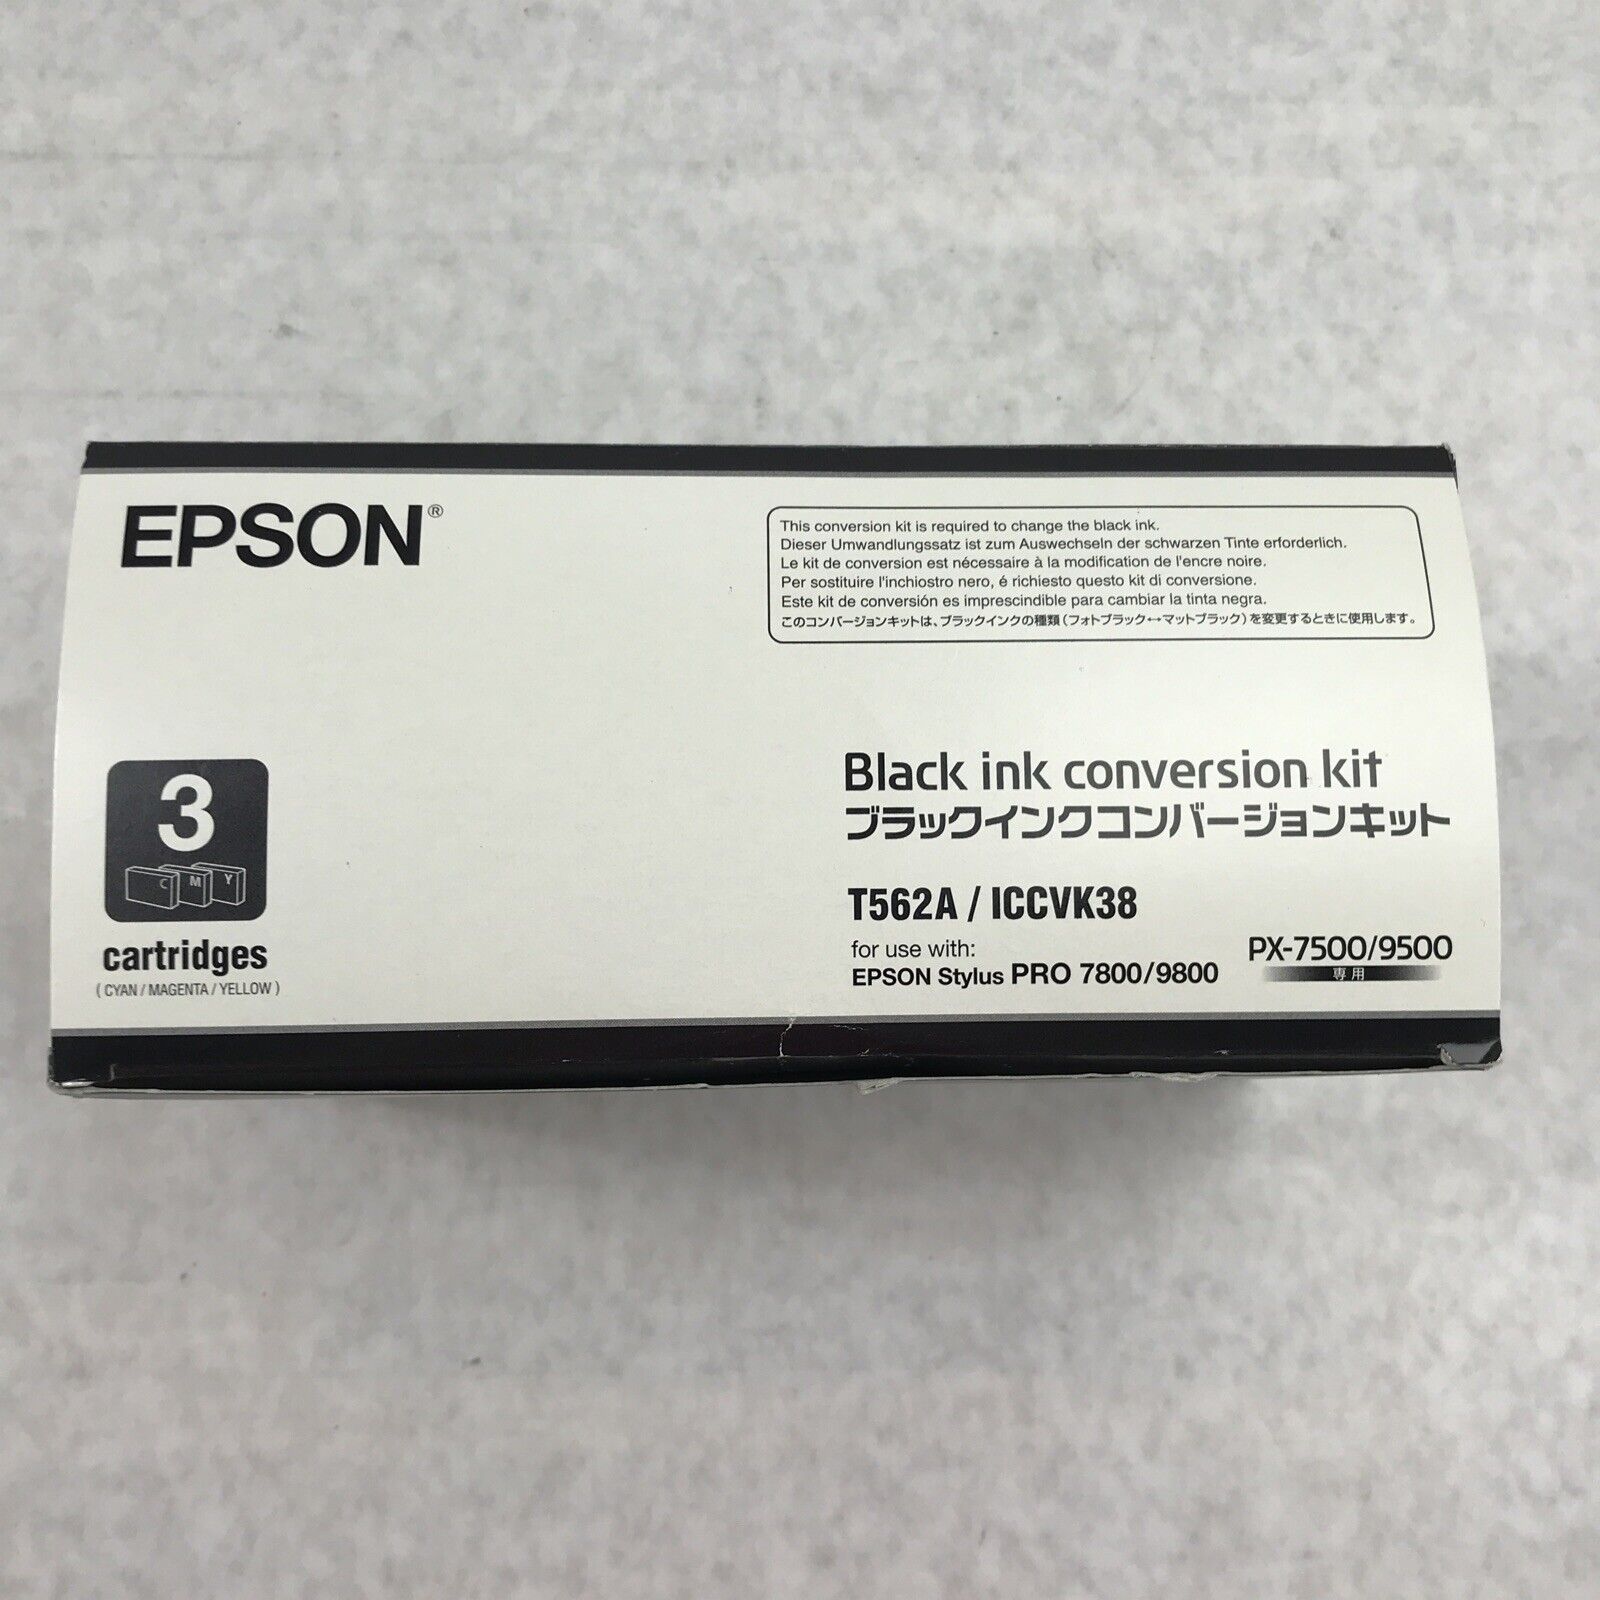 EPSON®
This conversion kit is required to change the black ink.
Dieser Umwandlungssatz ist zum Auswechseln der schwarzen Tinte erforderlich.
Le kit de conversion est nécessaire à la modification de l'encre noire.
Per sostituire l'inchiostro nero, é richiesto questo kit di conversione.
Este kit de conversión es imprescindible para cambiar la tinta negra.
このコンバージョンキットは、ブラックインクの種類(フォトブラック↔マットブラック)を変更するときに使用します。
3
C M Y
cartridges
(CYAN / MAGENTA / YELLOW)
Black ink conversion kit
ブラックインクコンバージョンキット
T562A / ICCVK38
for use with:
EPSON Stylus PRO 7800/9800
PX-7500/9500
専用